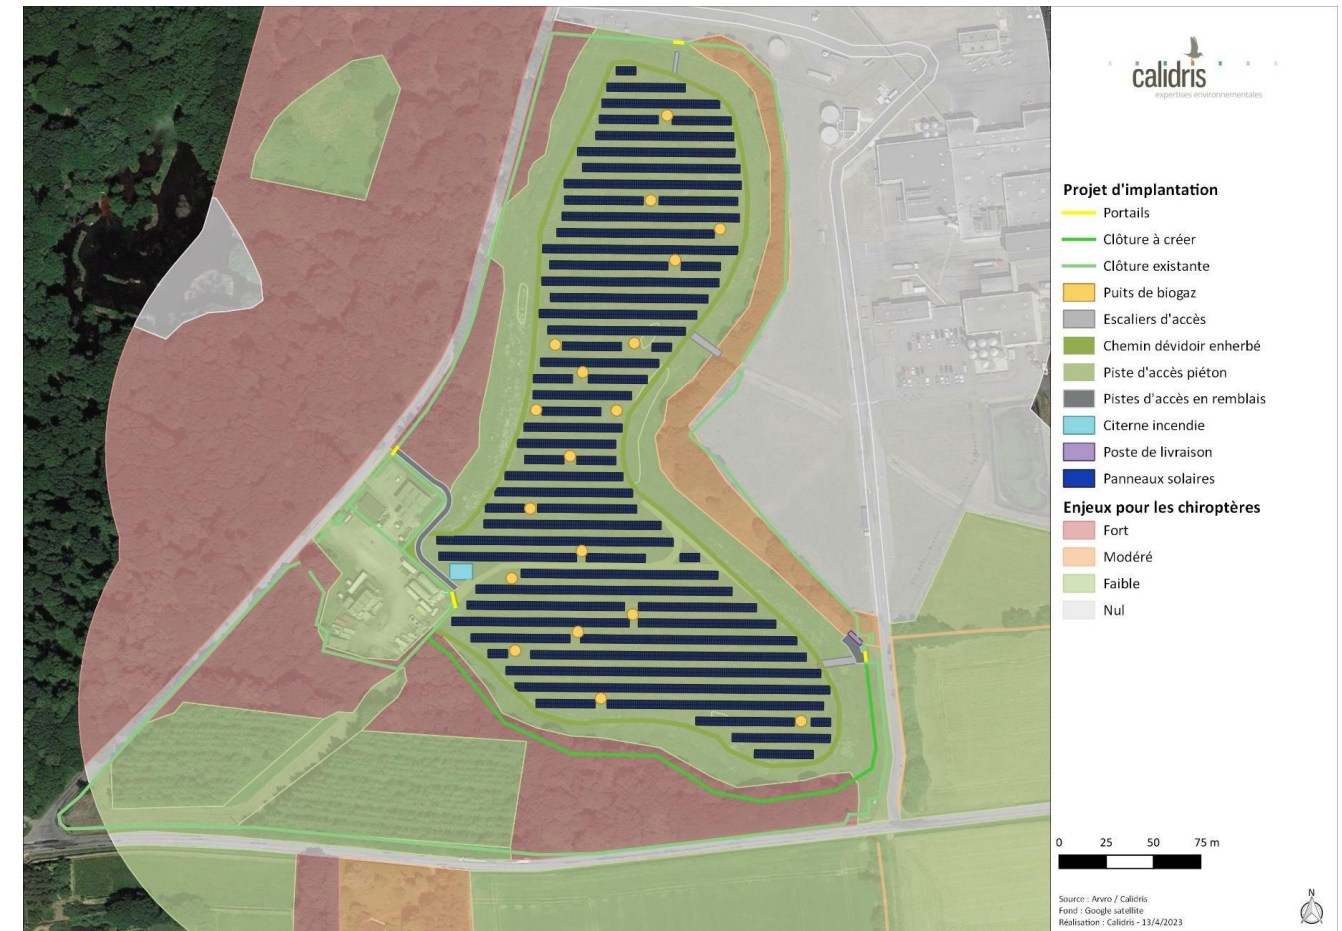 calidris
expertises environnementales
Projet d'implantation
Portails
Clôture à créer
Clôture existante
Puits de biogaz
Escaliers d'accès
Chemin dévidoir enherbé
Piste d'accès piéton
Pistes d'accès en remblais
Citerne incendie
Poste de livraison
Panneaux solaires
Enjeux pour les chiroptères
Fort
Modéré
Faible
Nul
0 25 50 75 m
Source : Arvro / Calidris
Fond : Google satellite
Réalisation : Calidris - 13/4/2023
N